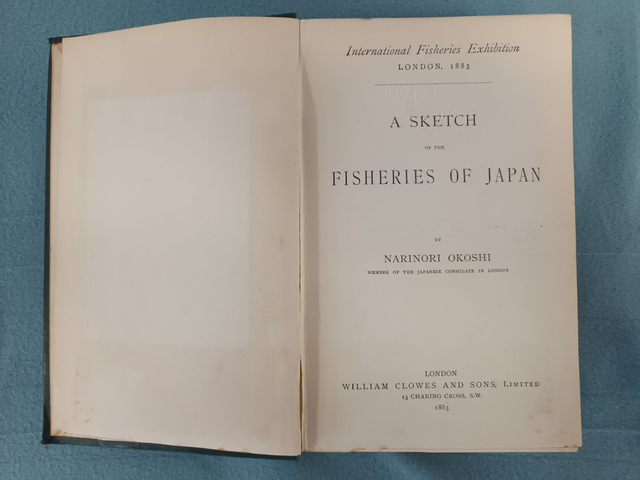 International Fisheries Exhibition
LONDON, 1883
A SKETCH
OF THE
FISHERIES OF JAPAN
BY
NARINORI OKOSHI
MEMBER OF THE JAPANESE CONSULATE IN LONDON
LONDON
WILLIAM CLOWES AND SONS, LIMITED
13 CHARING CROSS, S.W.
1883